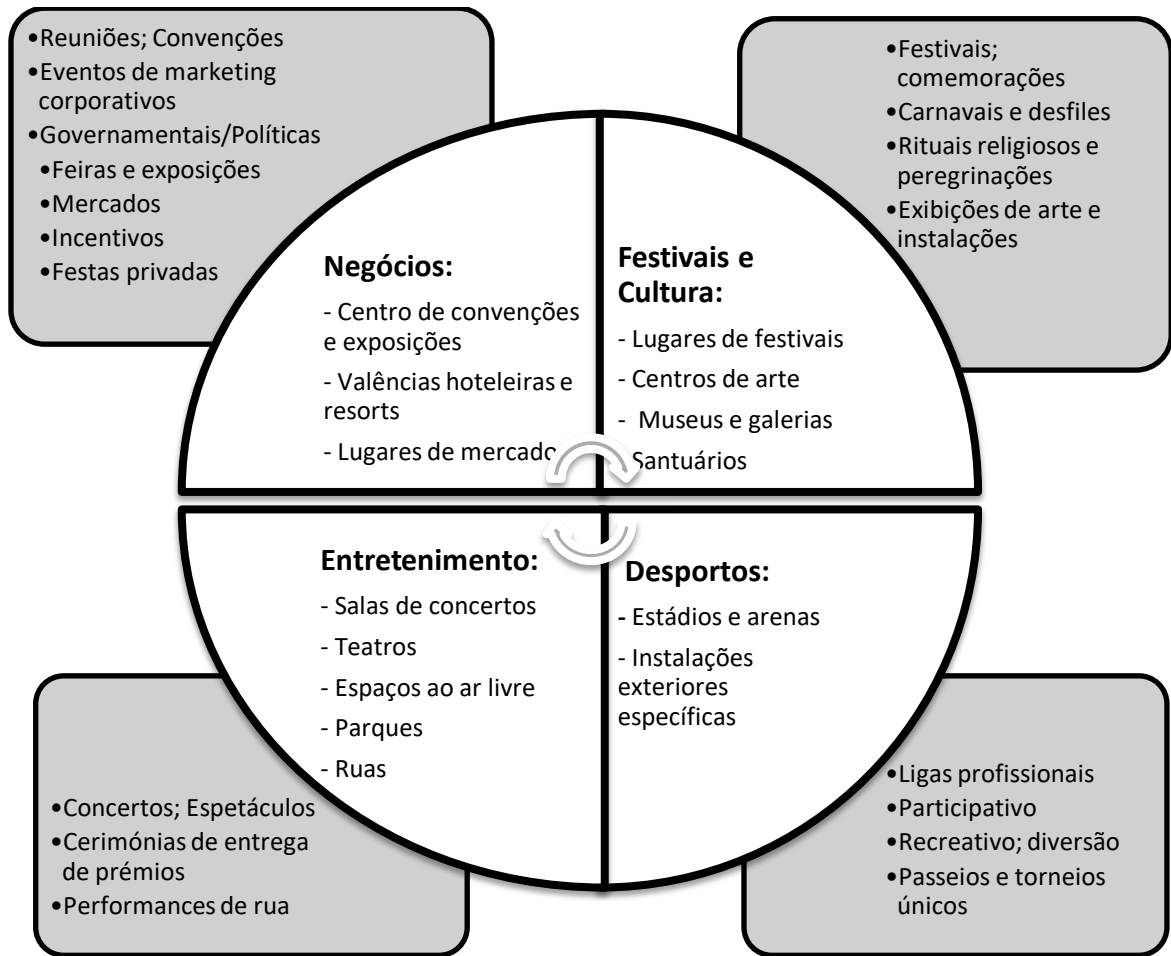 •Reuniões; Convenções
•Eventos de marketing
corporativos
•Governamentais/Políticas
•Feiras e exposições
•Mercados
•Incentivos
•Festas privadas
•Festivais;
comemorações
•Carnavais e desfiles
•Rituais religiosos e
peregrinações
•Exibições de arte e
instalações
Negócios:
- Centro de convenções
e exposições
- Valências hoteleiras e
resorts
- Lugares de mercado
Festivais e
Cultura:
- Lugares de festivais
- Centros de arte
- Museus e galerias
Santuários
Entretenimento:
- Salas de concertos
- Teatros
- Espaços ao ar livre
- Parques
- Ruas
Desportos:
- Estádios e arenas
- Instalações
exteriores
específicas
•Concertos; Espetáculos
•Cerimónias de entrega
de prémios
•Performances de rua
•Ligas profissionais
•Participativo
•Recreativo; diversão
•Passeios e torneios
únicos